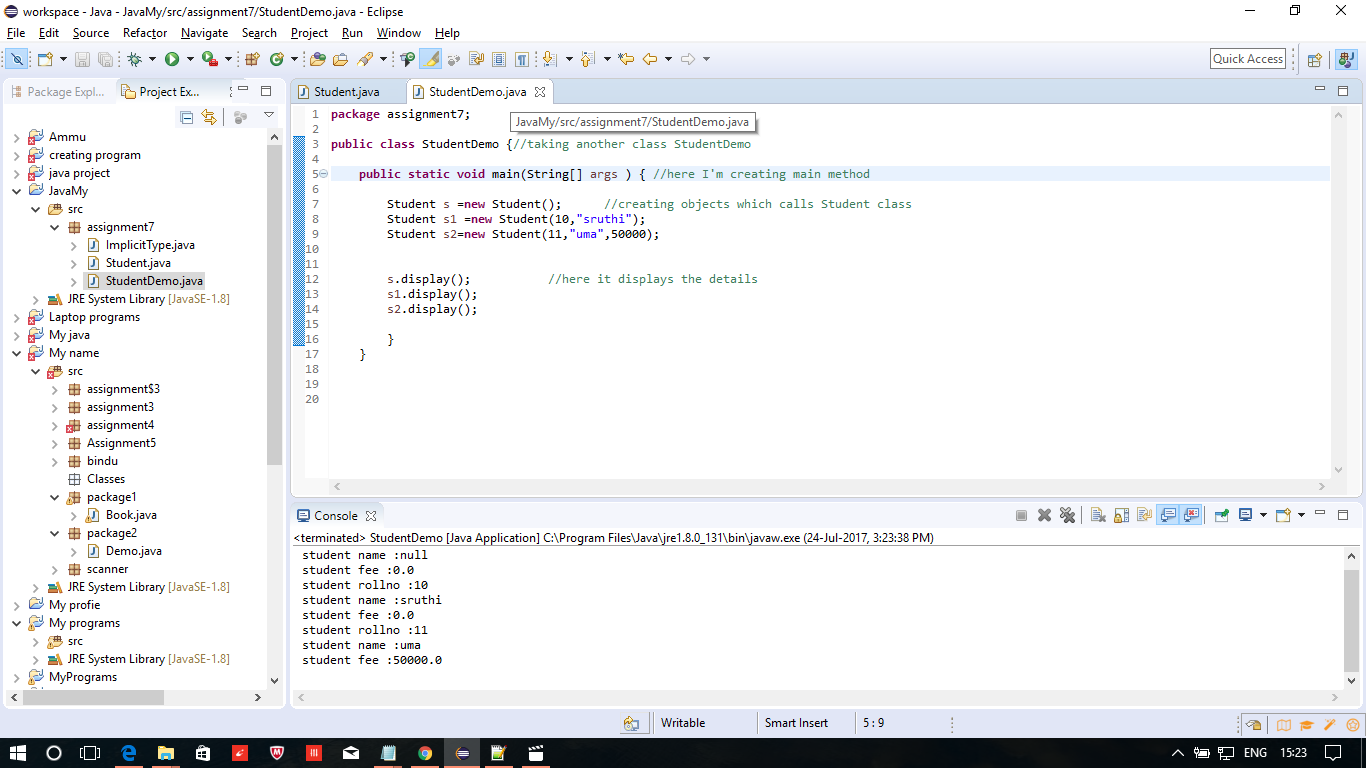 workspace - Java - JavaMy/src/assignment7/StudentDemo.java - Eclipse
File Edit Source Refactor Navigate Search Project Run Window Help
Quick Access
Package Expl... Project Ex...
Ammu
creating program
java project
JavaMy
src
assignment7
ImplicitType.java
Student.java
StudentDemo.java
JRE System Library [JavaSE-1.8]
Laptop programs
My java
My name
src
assignment$3
assignment3
assignment4
Assignment5
bindu
Classes
package1
Book.java
package2
Demo.java
scanner
JRE System Library [JavaSE-1.8]
My profie
My programs
src
JRE System Library [JavaSE-1.8]
MyPrograms
Student.java StudentDemo.java
JavaMy/src/assignment7/StudentDemo.java
1 package assignment7;
2
3 public class StudentDemo {//taking another class StudentDemo
4
5 public static void main(String[] args ) { //here I'm creating main method
6
7 Student s =new Student(); //creating objects which calls Student class
8 Student s1 =new Student(10,"sruthi");
9 Student s2=new Student(11,"uma",50000);
10
11
12 s.display(); //here it displays the details
13 s1.display();
14 s2.display();
15
16 }
17 }
18
19
20
Console
<terminated> StudentDemo [Java Application] C:\Program Files\Java\jre1.8.0_131\bin\javaw.exe (24-Jul-2017, 3:23:38 PM)
student name :null
student fee :0.0
student rollno :10
student name :sruthi
student fee :0.0
student rollno :11
student name :uma
student fee :50000.0
Writable Smart Insert 5 : 9
ENG 15:23